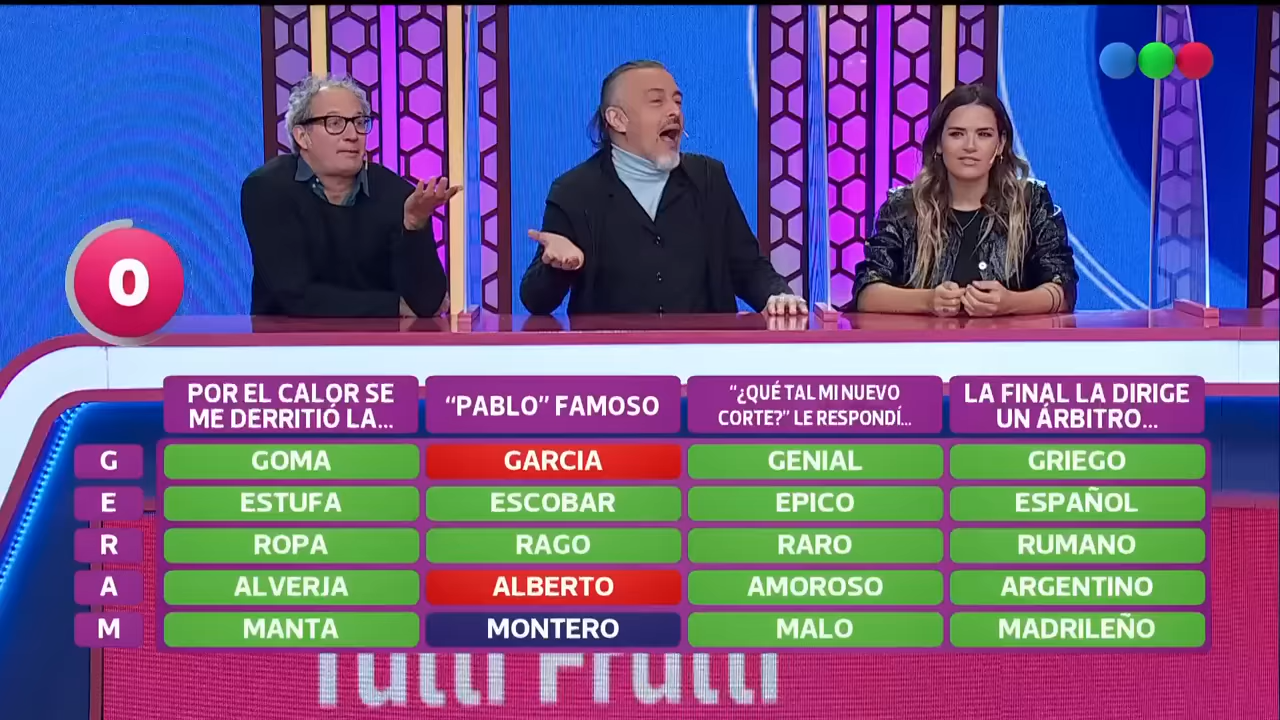 0
POR EL CALOR SE
ME DERRITIÓ LA...
"PABLO" FAMOSO
"¿QUÉ TAL MI NUEVO
CORTE?" LE RESPONDÍ...
LA FINAL LA DIRIGE
UN ÁRBITRO...
G GOMA GARCIA GENIAL GRIEGO
E ESTUFA ESCOBAR EPICO ESPAÑOL
R ROPA RAGO RARO RUMANO
A ALVERJA ALBERTO AMOROSO ARGENTINO
M MANTA MONTERO MALO MADRILEÑO
Tutti Frutti